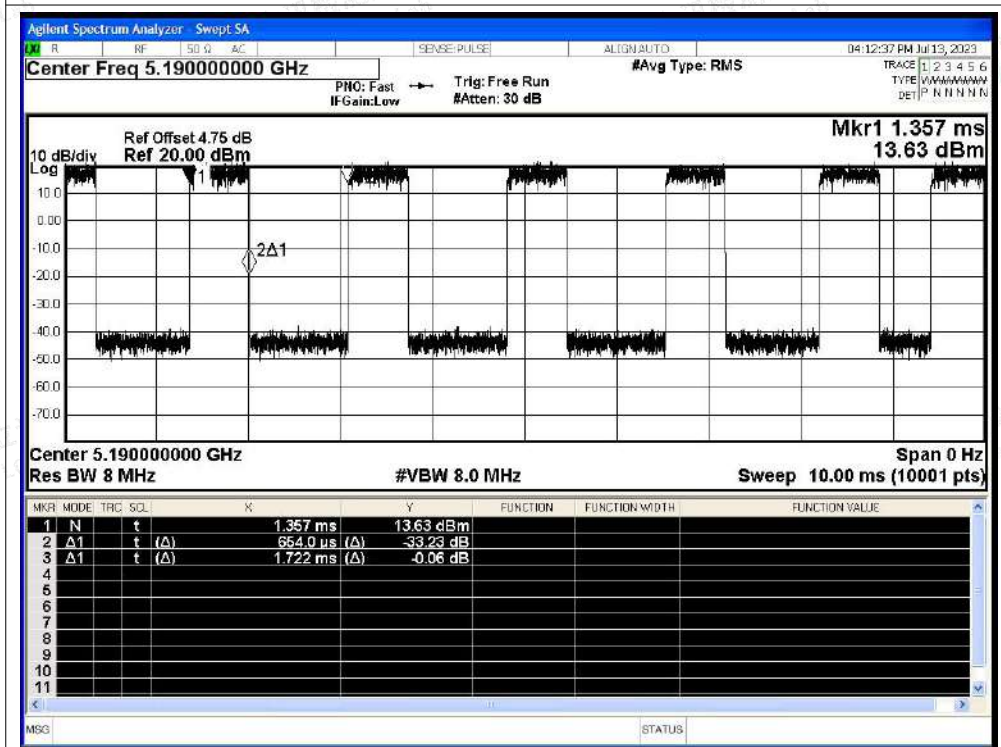 Agilent Spectrum Analyzer - Swept SA
LXI R RF 50 Ω AC SENSE:PULSE ALIGNAUTO 04:12:37 PM Jul 13, 2023
Center Freq 5.190000000 GHz #Avg Type: RMS TRACE 1 2 3 4 5 6
PNO: Fast Trig: Free Run TYPE
IFGain:Low #Atten: 30 dB DET P N N N N N
Mkr1 1.357 ms
Ref Offset 4.75 dB
10 dB/div Ref 20.00 dBm 13.63 dBm
Log
1
10.0
0.00
-10.0
2Δ1
-20.0
-30.0
-40.0
-50.0
-60.0
-70.0
Center 5.190000000 GHz Span 0 Hz
Res BW 8 MHz #VBW 8.0 MHz Sweep 10.00 ms (10001 pts)
MKR MODE TRC SCL X Y FUNCTION FUNCTION WIDTH FUNCTION VALUE
1 N t 1.357 ms 13.63 dBm
2 Δ1 t (Δ) 654.0 µs (Δ) -33.23 dB
3 Δ1 t (Δ) 1.722 ms (Δ) -0.06 dB
4
5
6
7
8
9
10
11
MSG STATUS